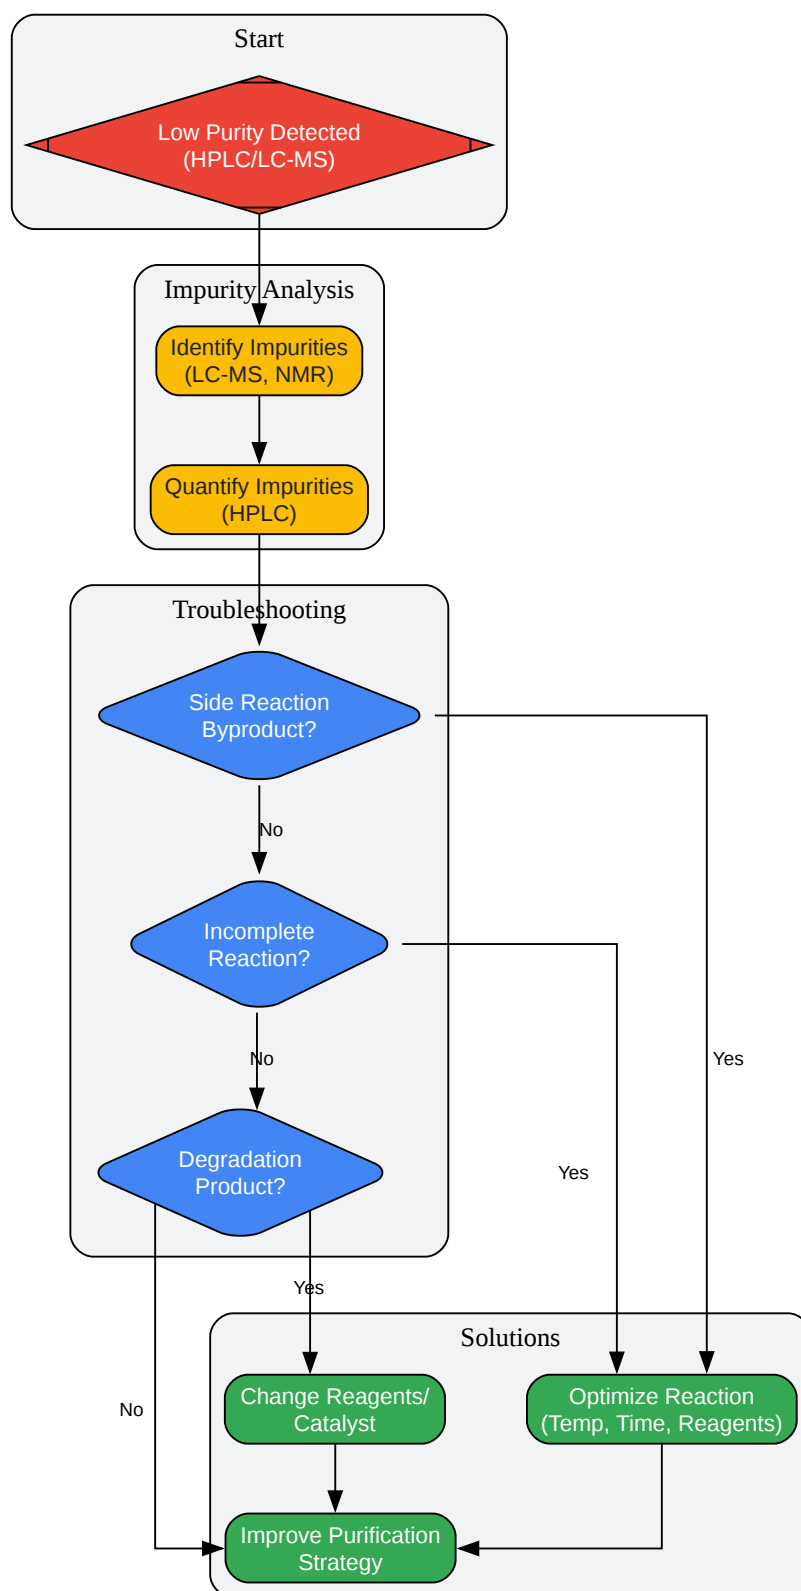 Start
Low Purity Detected
(HPLC/LC-MS)
Impurity Analysis
Identify Impurities
(LC-MS, NMR)
Quantify Impurities
(HPLC)
Troubleshooting
Side Reaction
Byproduct?
No
Incomplete
Reaction?
No
Yes
Degradation
Product?
Yes
Yes
Solutions
Change Reagents/
Catalyst
Optimize Reaction
(Temp, Time, Reagents)
No
Improve Purification
Strategy